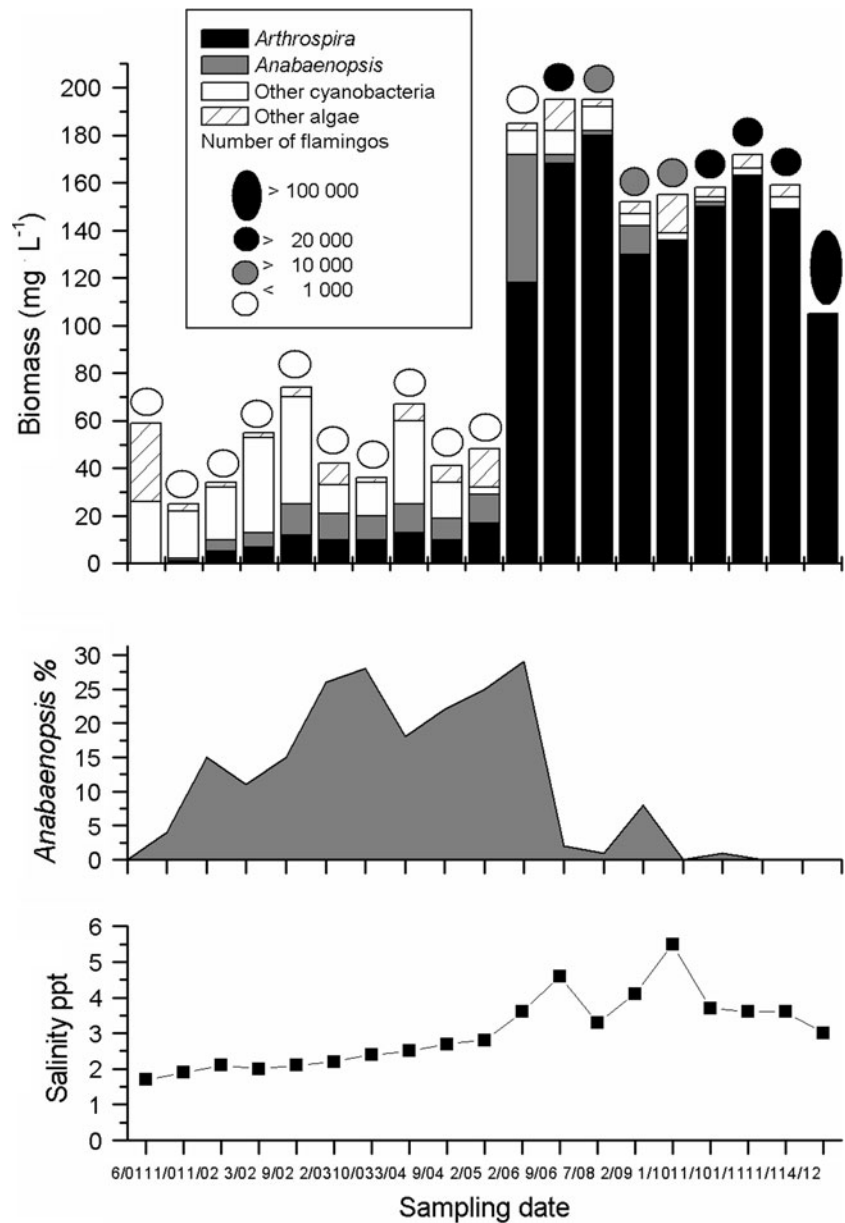 Arthrospira
Anabaenopsis
Other cyanobacteria
Other algae
Number of flamingos
> 100 000
> 20 000
> 10 000
< 1 000
Biomass (mg · L⁻¹)
200
180
160
140
120
100
80
60
40
20
0
Anabaenopsis %
30
25
20
15
10
5
0
Salinity ppt
6
5
4
3
2
1
0
6/01 11/01 1/02 3/02 9/02 2/03 10/03 3/04 9/04 2/05 2/06 9/06 7/08 2/09 1/10 11/10 1/11 11/11 4/12
Sampling date